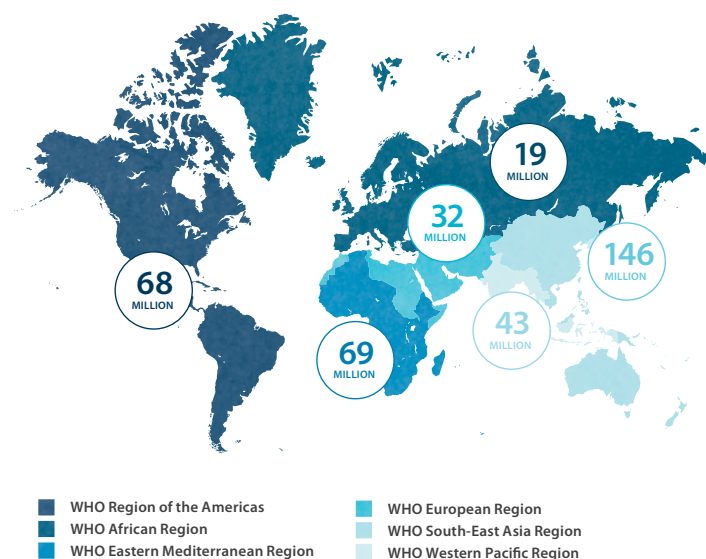 19
MILLION
32
MILLION
146
MILLION
68
MILLION
43
MILLION
69
MILLION
WHO Region of the Americas
WHO African Region
WHO Eastern Mediterranean Region
WHO European Region
WHO South-East Asia Region
WHO Western Pacific Region